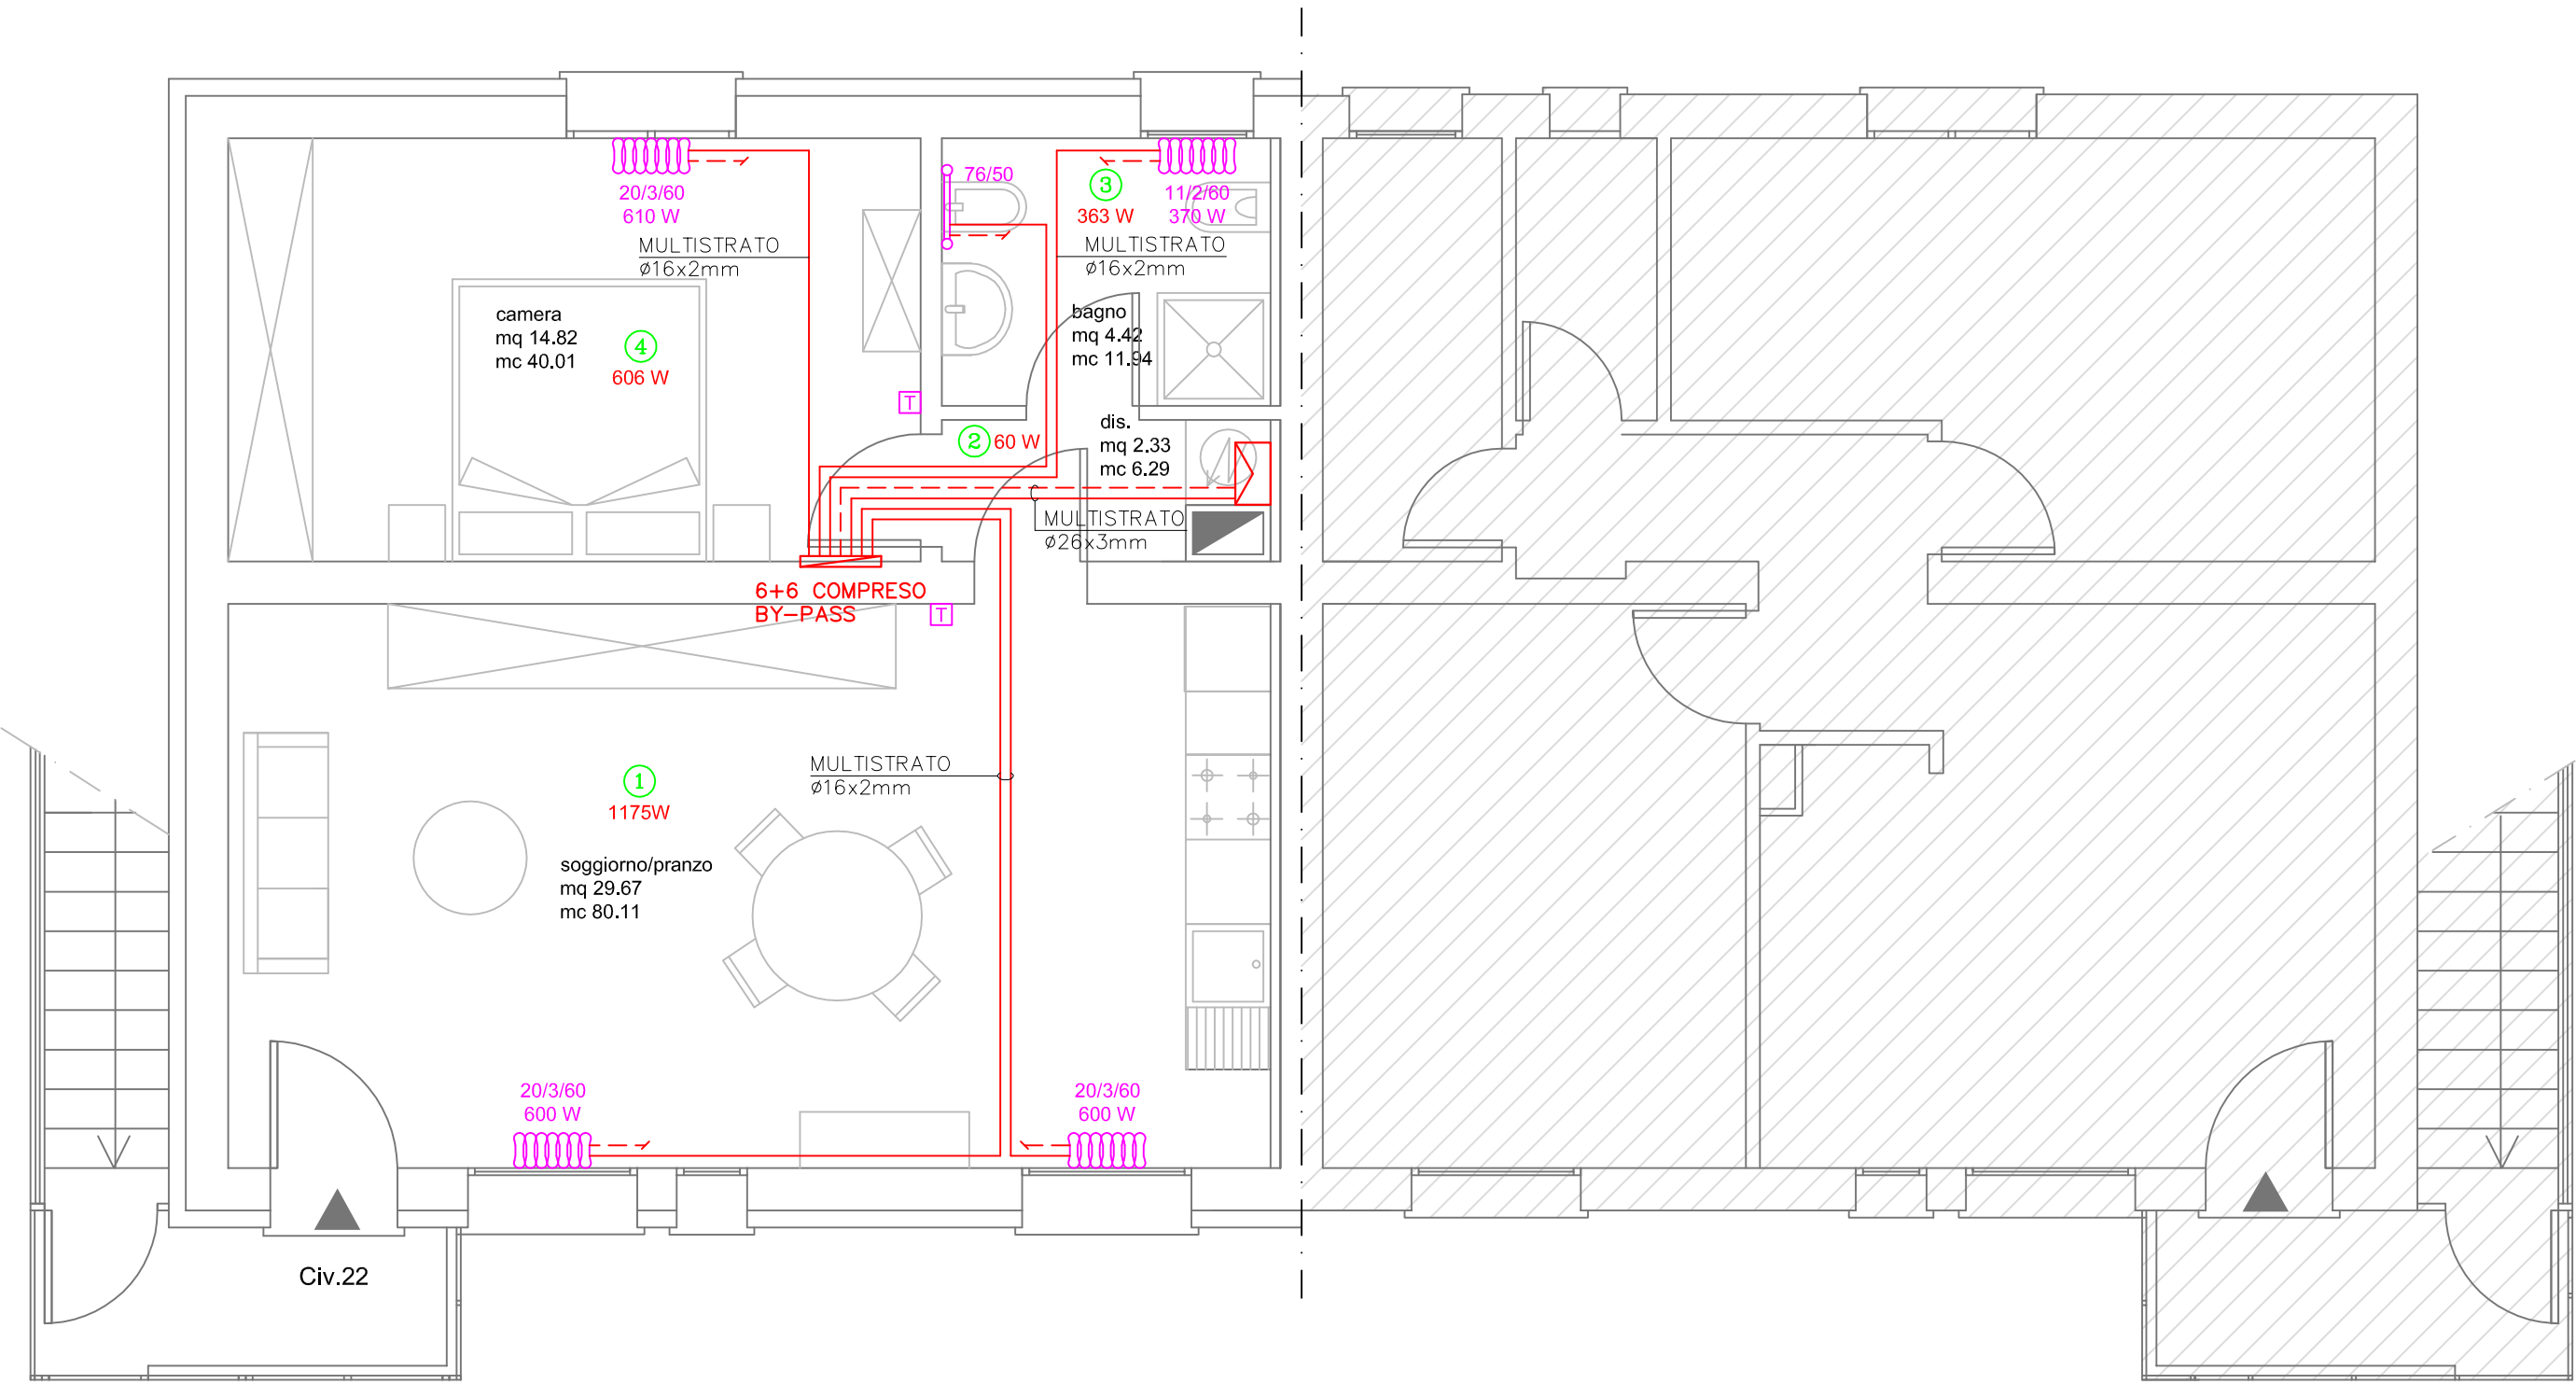 76/50
3
20/3/60
610 W
363 W
11/2/60
370 W
MULTISTRATO
ø16x2mm
MULTISTRATO
ø16x2mm
camera
mq 14.82
mc 40.01
4
606 W
bagno
mq 4.42
mc 11.94
T
dis.
mq 2.33
mc 6.29
2 60 W
MULTISTRATO
ø26x3mm
6+6 COMPRESO
BY-PASS
T
MULTISTRATO
ø16x2mm
1
1175W
soggiorno/pranzo
mq 29.67
mc 80.11
20/3/60
600 W
20/3/60
600 W
Civ.22